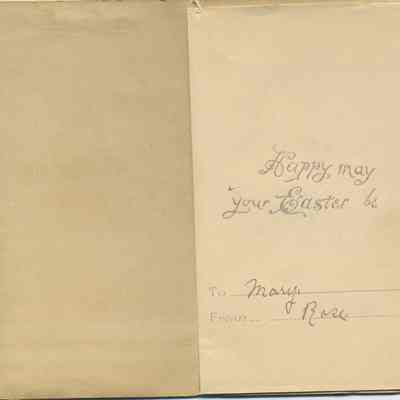 Happy may
your Easter be
To Mary
From Rose